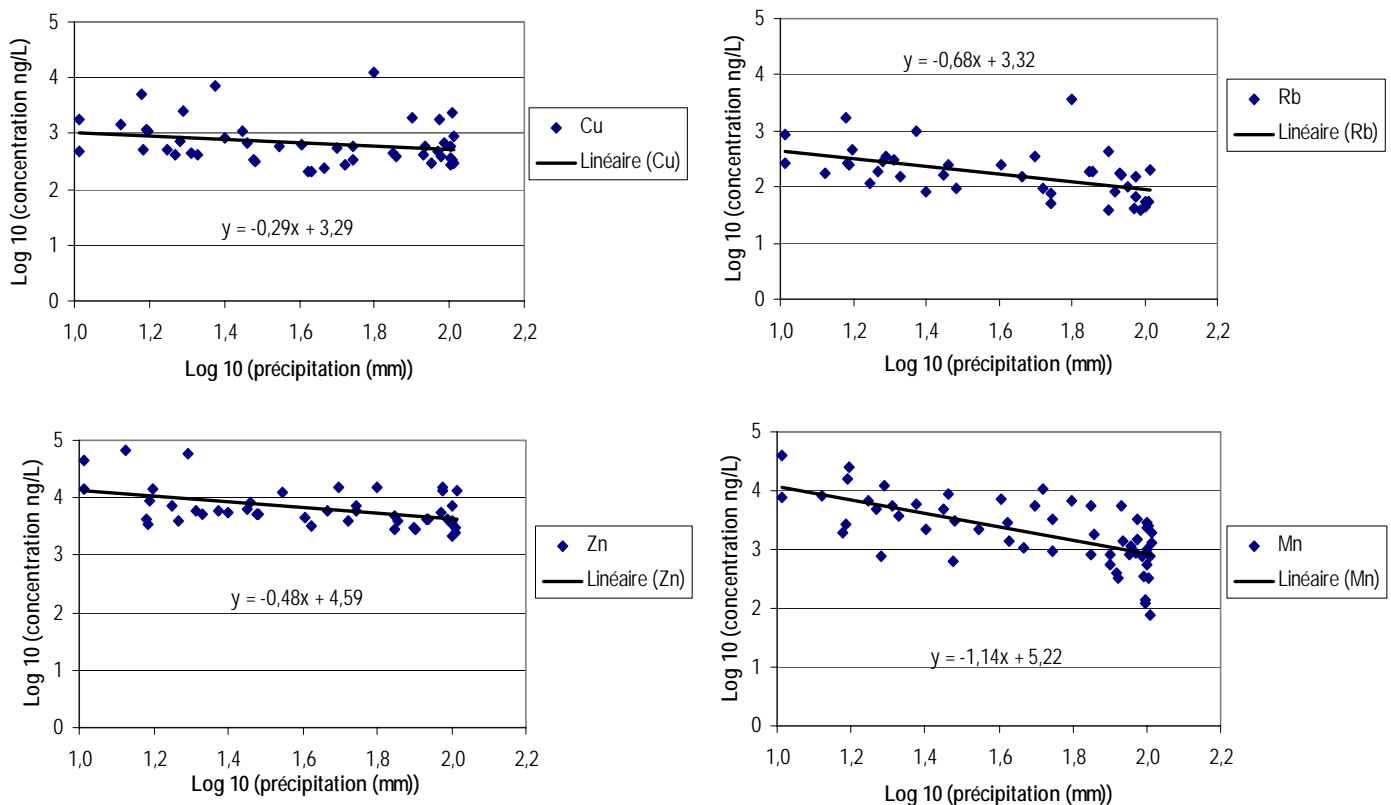 5
4
3
2
1
0
Log 10 (concentration ng/L)
y = -0,29x + 3,29
1,0 1,2 1,4 1,6 1,8 2,0 2,2
Log 10 (précipitation (mm))
Cu
Linéaire (Cu)
5
4
3
2
1
0
Log 10 (concentration ng/L)
y = -0,68x + 3,32
1,0 1,2 1,4 1,6 1,8 2,0 2,2
Log 10 (précipitation (mm))
Rb
Linéaire (Rb)
5
4
3
2
1
0
Log 10 (concentration ng/L)
y = -0,48x + 4,59
1,0 1,2 1,4 1,6 1,8 2,0 2,2
Log 10 (précipitation (mm))
Zn
Linéaire (Zn)
5
4
3
2
1
0
Log 10 (concentration ng/L)
y = -1,14x + 5,22
1,0 1,2 1,4 1,6 1,8 2,0 2,2
Log 10 (précipitation (mm))
Mn
Linéaire (Mn)